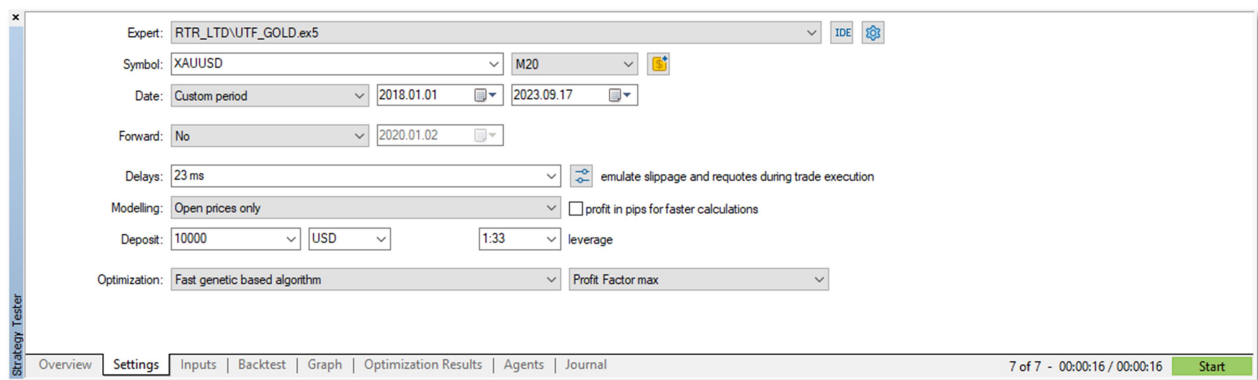 Expert: RTR_LTD\UTF_GOLD.ex5 IDE
Symbol: XAUUSD M20
Date: Custom period 2018.01.01 2023.09.17
Forward: No 2020.01.02
Delays: 23 ms emulate slippage and requotes during trade execution
Modelling: Open prices only profit in pips for faster calculations
Deposit: 10000 USD 1:33 leverage
Optimization: Fast genetic based algorithm Profit Factor max
Strategy Tester
Overview Settings Inputs | Backtest | Graph | Optimization Results | Agents | Journal 7 of 7 - 00:00:16 / 00:00:16 Start